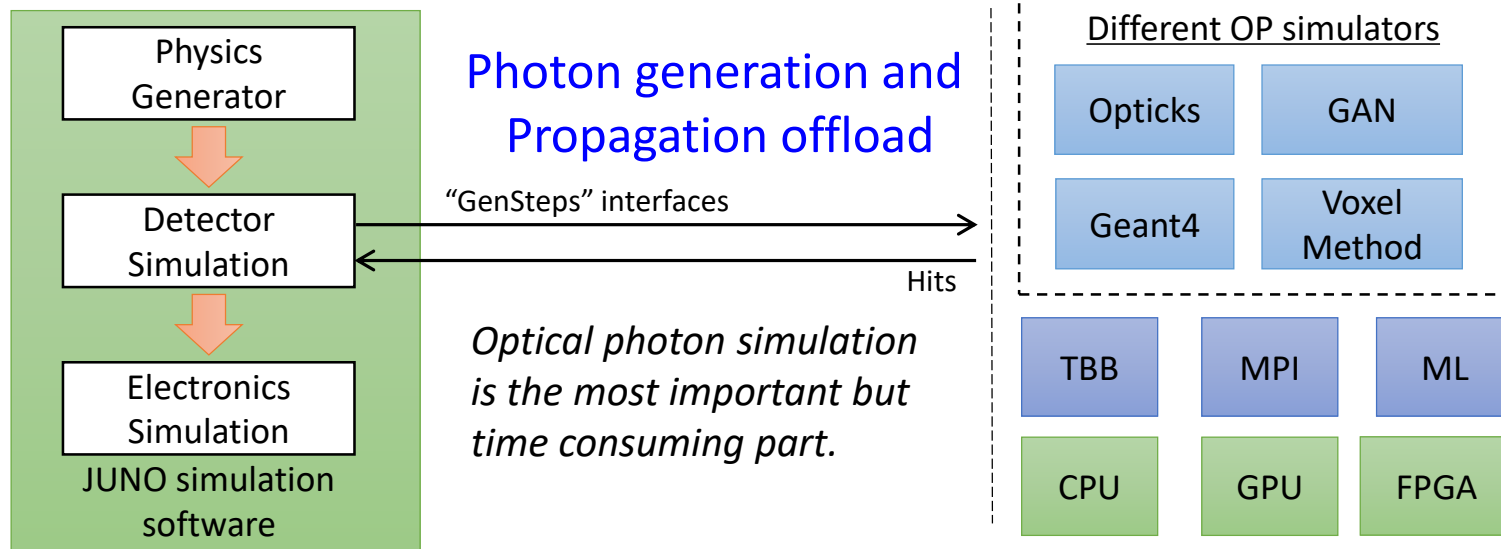 Physics
Generator
Detector
Simulation
Electronics
Simulation
JUNO simulation
software
Photon generation and
Propagation offload
“GenSteps” interfaces
Hits
Optical photon simulation
is the most important but
time consuming part.
Different OP simulators
Opticks
GAN
Geant4
Voxel
Method
TBB
MPI
ML
CPU
GPU
FPGA